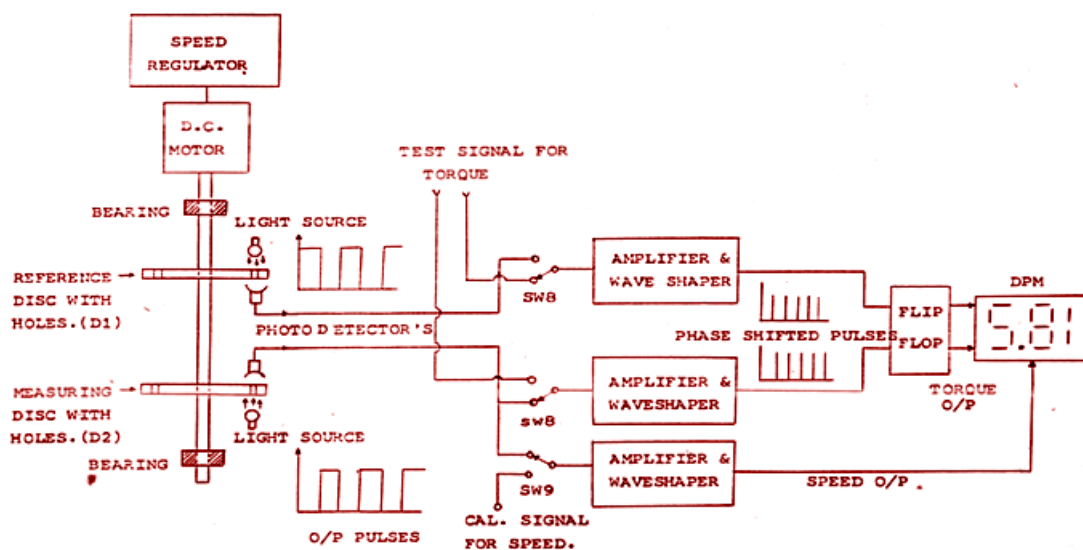 SPEED
REGULATOR
D.C.
MOTOR
TEST SIGNAL FOR
TORQUE
BEARING
LIGHT SOURCE
REFERENCE
DISC WITH
HOLES.(D1)
PHOTO DETECTOR'S
SW8
AMPLIFIER &
WAVE SHAPER
PHASE SHIFTED PULSES
FLIP
FLOP
DPM
5.81
TORQUE
O/P
MEASURING
DISC WITH
HOLES.(D2)
LIGHT SOURCE
SW8
AMPLIFIER &
WAVESHAPER
BEARING
O/P PULSES
SW9
CAL. SIGNAL
FOR SPEED.
AMPLIFIER &
WAVESHAPER
SPEED O/P.